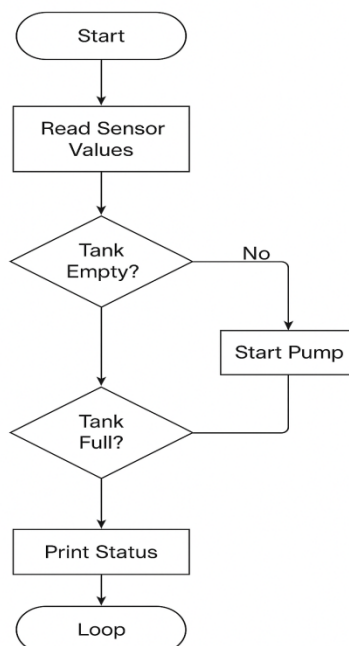 Start
Read Sensor
Values
Tank
Empty?
No
Start Pump
Tank
Full?
Print Status
Loop